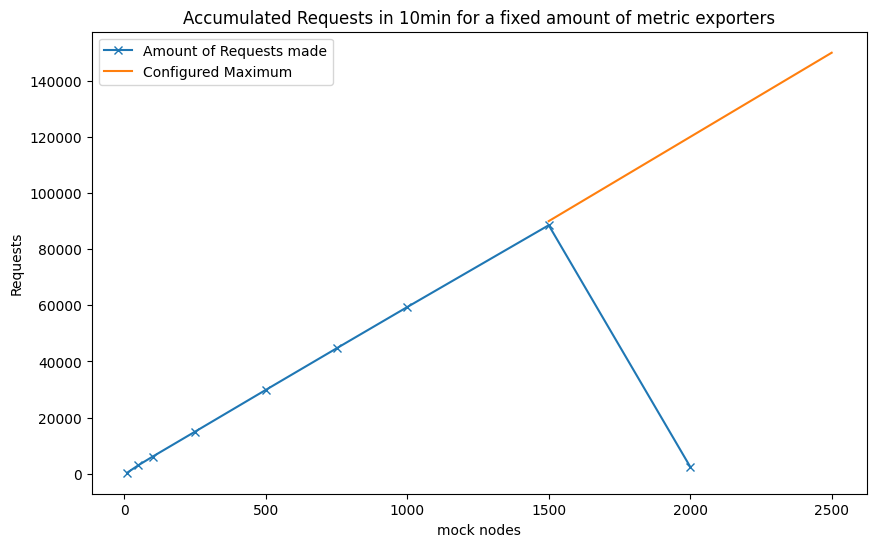 Accumulated Requests in 10min for a fixed amount of metric exporters
Amount of Requests made
Configured Maximum
140000
120000
100000
80000
60000
40000
20000
0
Requests
0
500
1000
1500
2000
2500
mock nodes